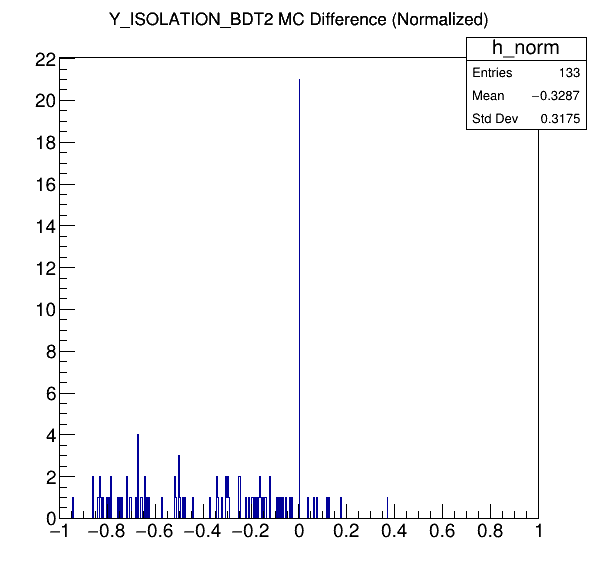 Y_ISOLATION_BDT2 MC Difference (Normalized)
h_norm
Entries 133
Mean −0.3287
Std Dev 0.3175
22
20
18
16
14
12
10
8
6
4
2
0
−1 −0.8 −0.6 −0.4 −0.2 0 0.2 0.4 0.6 0.8 1